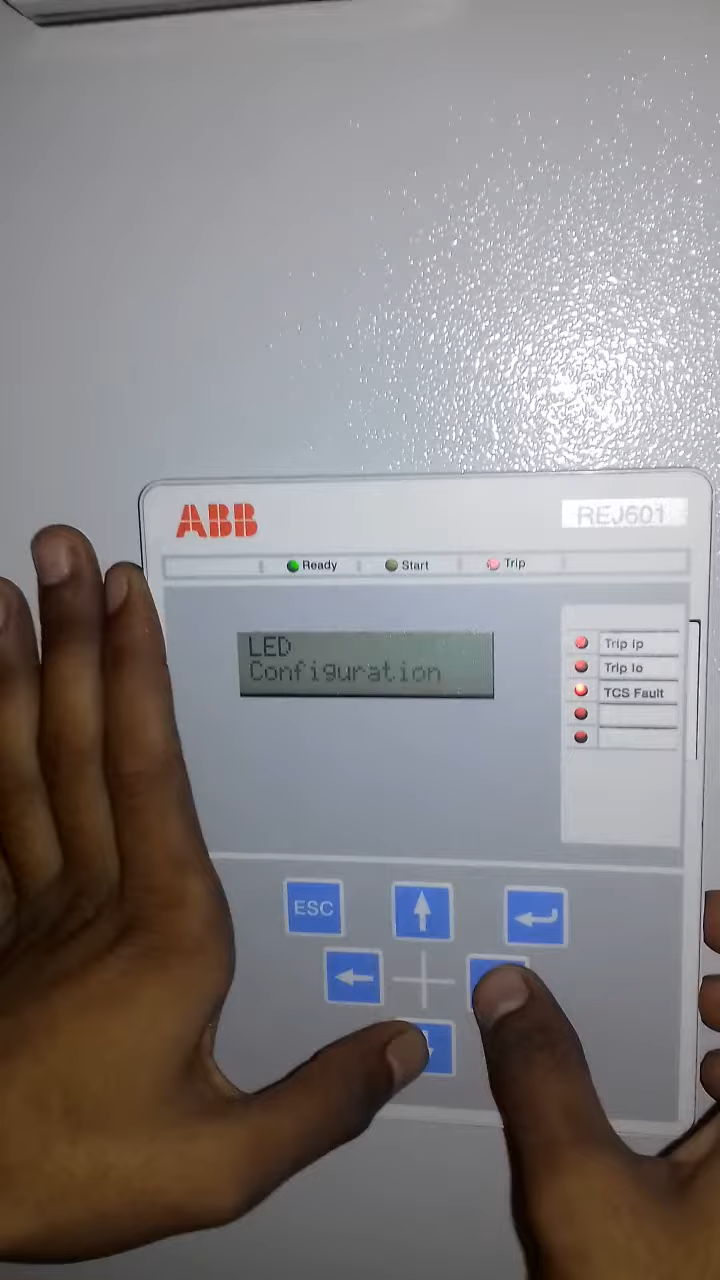 ABB
REJ601
Ready
Start
Trip
LED
Configuration
Trip Ip
Trip Io
TCS Fault
ESC